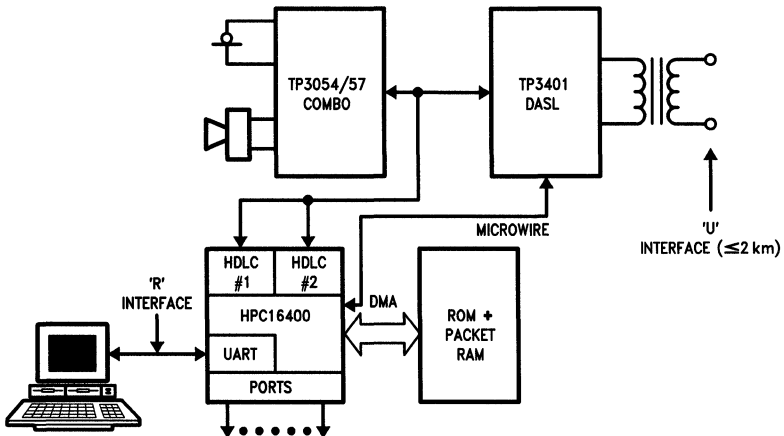 TP3054/57
COMBO
TP3401
DASL
MICROWIRE
'U'
INTERFACE (≤2 km)
HDLC
#1
HDLC
#2
'R'
INTERFACE
HPC16400
DMA
ROM +
PACKET
RAM
UART
PORTS